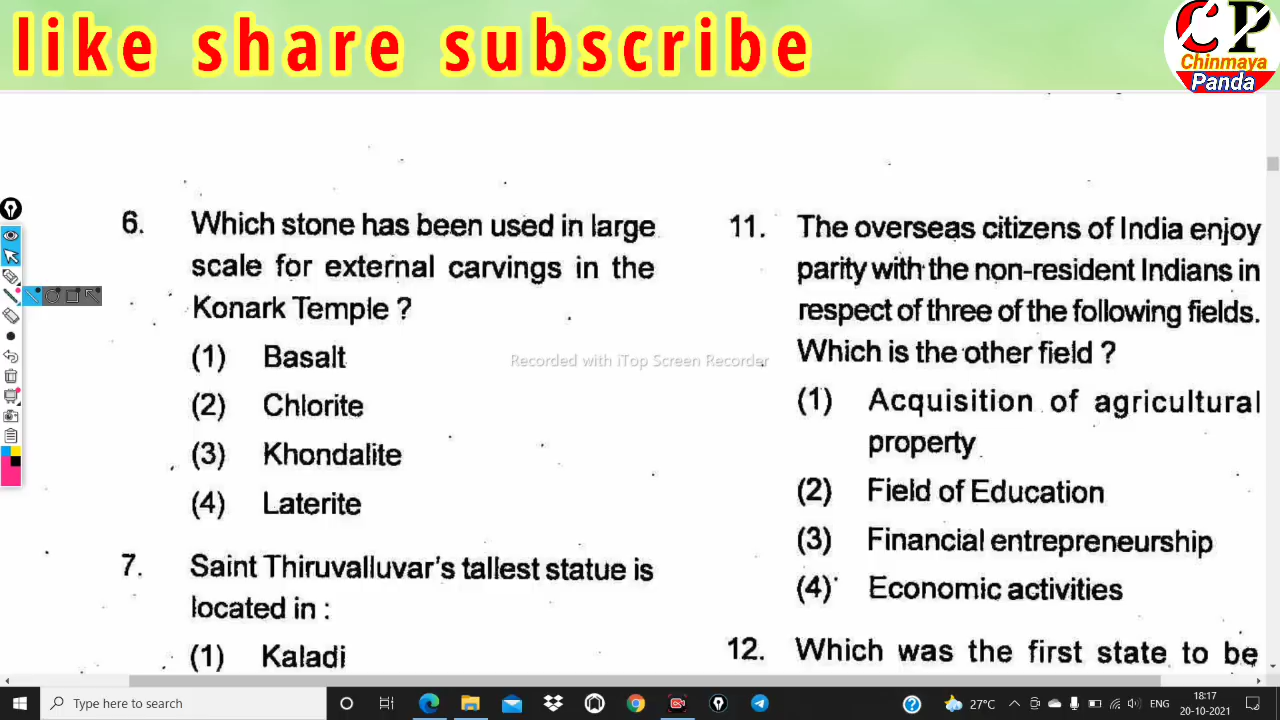 like share subscribe
CP
Chinmaya
Panda
6. Which stone has been used in large
scale for external carvings in the
Konark Temple ?
(1) Basalt
(2) Chlorite
(3) Khondalite
(4) Laterite
7. Saint Thiruvalluvar's tallest statue is
located in :
(1) Kaladi
Recorded with iTop Screen Recorder
11. The overseas citizens of India enjoy
parity with the non-resident Indians in
respect of three of the following fields.
Which is the other field ?
(1) Acquisition of agricultural
property
(2) Field of Education
(3) Financial entrepreneurship
(4) Economic activities
12. Which was the first state to be
Type here to search
27°C
ENG
18:17
20-10-2021